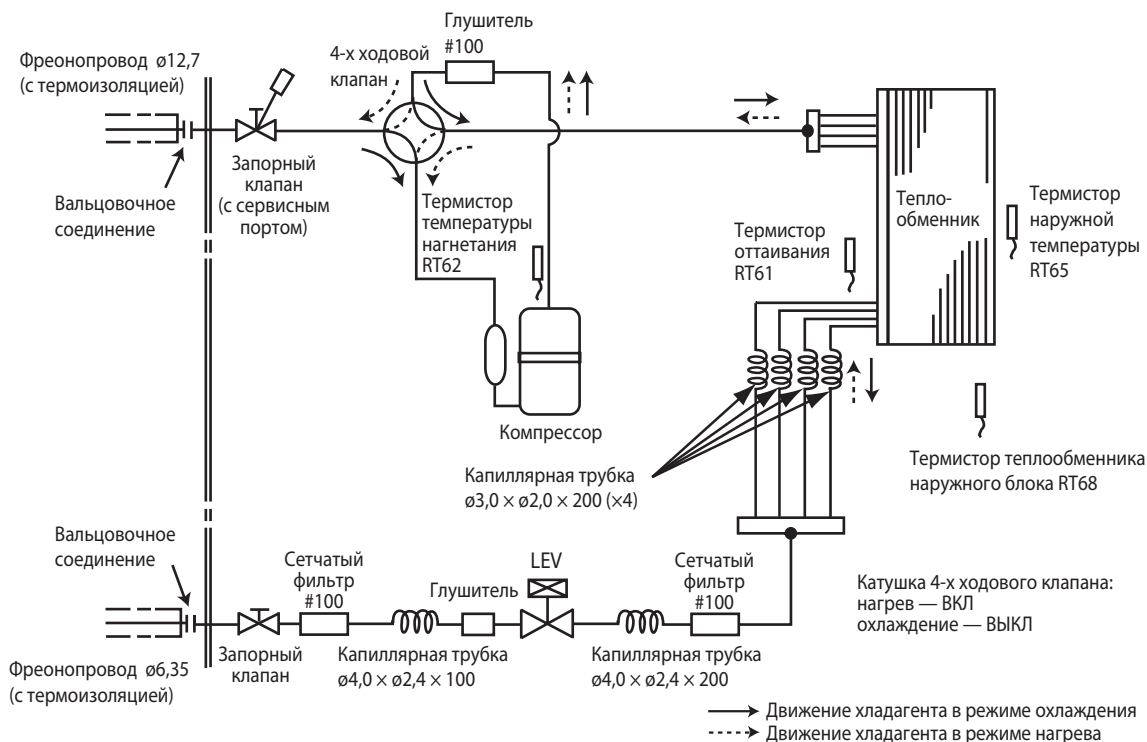 Глушитель
#100
Фреонопровод ø12,7
(с термоизоляцией)
4-х ходовой
клапан
Запорный
клапан
(с сервисным
портом)
Вальцовочное
соединение
Термистор
температуры
нагнетания
RT62
Тепло-
обменник
Термистор
наружной
температуры
RT65
Термистор
оттаивания
RT61
Компрессор
Капиллярная трубка
ø3,0 × ø2,0 × 200 (×4)
Термистор теплообменника
наружного блока RT68
Вальцовочное
соединение
Сетчатый
фильтр
#100
Глушитель
LEV
Сетчатый
фильтр
#100
Катушка 4-х ходового клапана:
нагрев — ВКЛ
охлаждение — ВЫКЛ
Фреонопровод ø6,35
(с термоизоляцией)
Запорный
клапан
Капиллярная трубка
ø4,0 × ø2,4 × 100
Капиллярная трубка
ø4,0 × ø2,4 × 200
Движение хладагента в режиме охлаждения
Движение хладагента в режиме нагрева